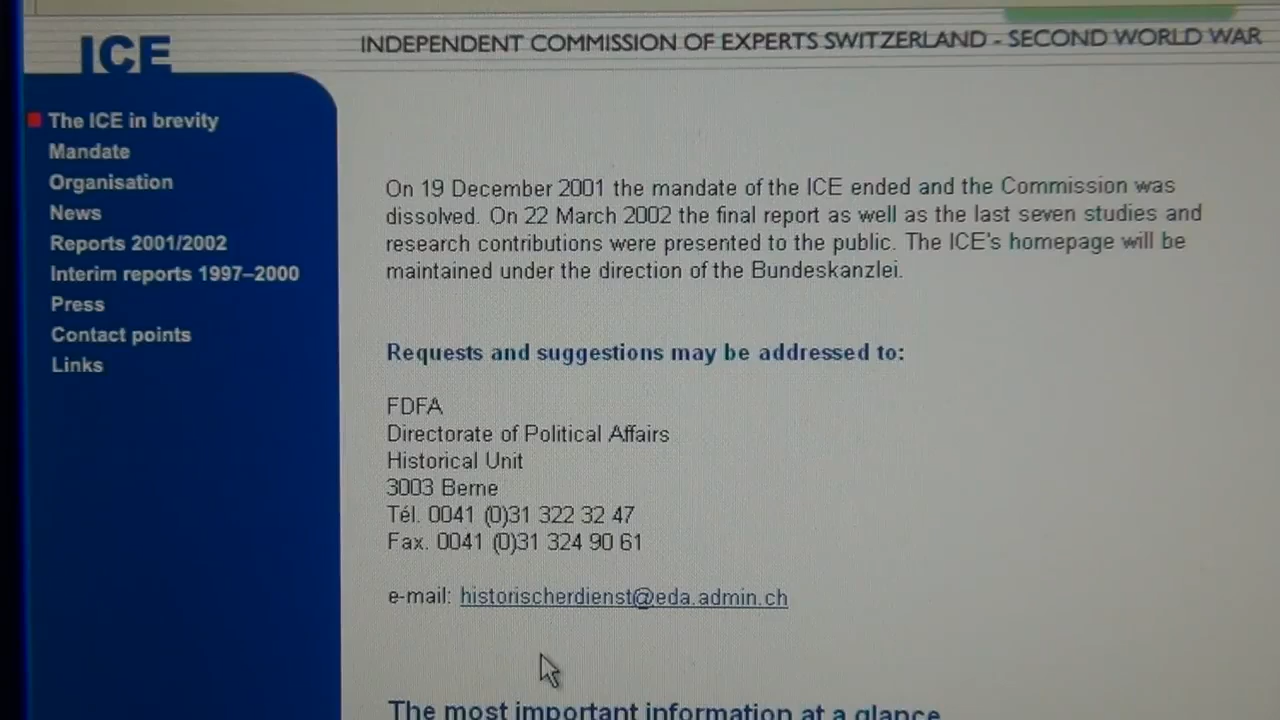 ICE
INDEPENDENT COMMISSION OF EXPERTS SWITZERLAND - SECOND WORLD WAR
The ICE in brevity
Mandate
Organisation
News
Reports 2001/2002
Interim reports 1997–2000
Press
Contact points
Links
On 19 December 2001 the mandate of the ICE ended and the Commission was
dissolved. On 22 March 2002 the final report as well as the last seven studies and
research contributions were presented to the public. The ICE's homepage will be
maintained under the direction of the Bundeskanzlei.
Requests and suggestions may be addressed to:
FDFA
Directorate of Political Affairs
Historical Unit
3003 Berne
Tél. 0041 (0)31 322 32 47
Fax. 0041 (0)31 324 90 61
e-mail: historischerdienst@eda.admin.ch
The most important information at a glance